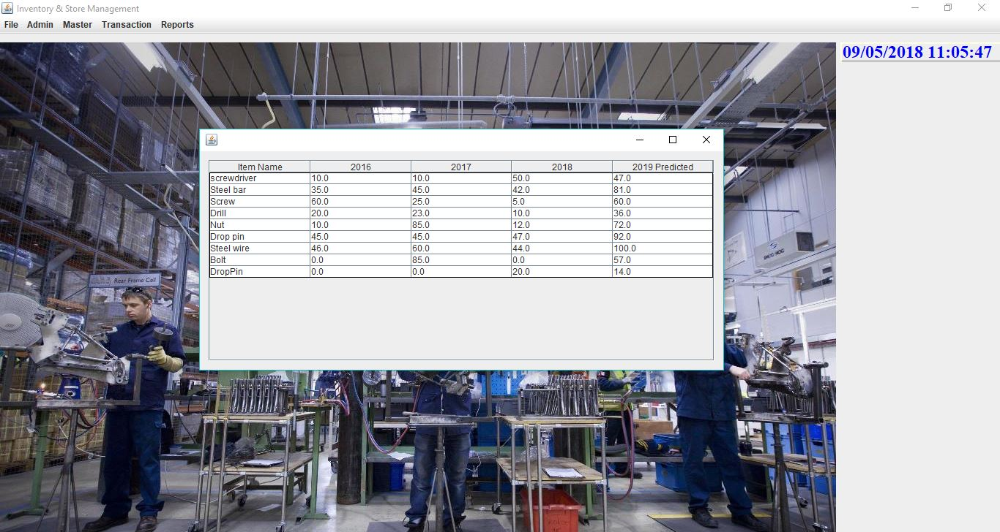 Inventory & Store Management
File Admin Master Transaction Reports
09/05/2018 11:05:47
Item Name 2016 2017 2018 2019 Predicted
screwdriver 10.0 10.0 50.0 47.0
Steel bar 35.0 45.0 42.0 81.0
Screw 60.0 25.0 5.0 60.0
Drill 20.0 23.0 10.0 36.0
Nut 10.0 85.0 12.0 72.0
Drop pin 45.0 45.0 47.0 92.0
Steel wire 46.0 60.0 44.0 100.0
Bolt 0.0 85.0 0.0 57.0
DropPin 0.0 0.0 20.0 14.0
Rear Frame Cell